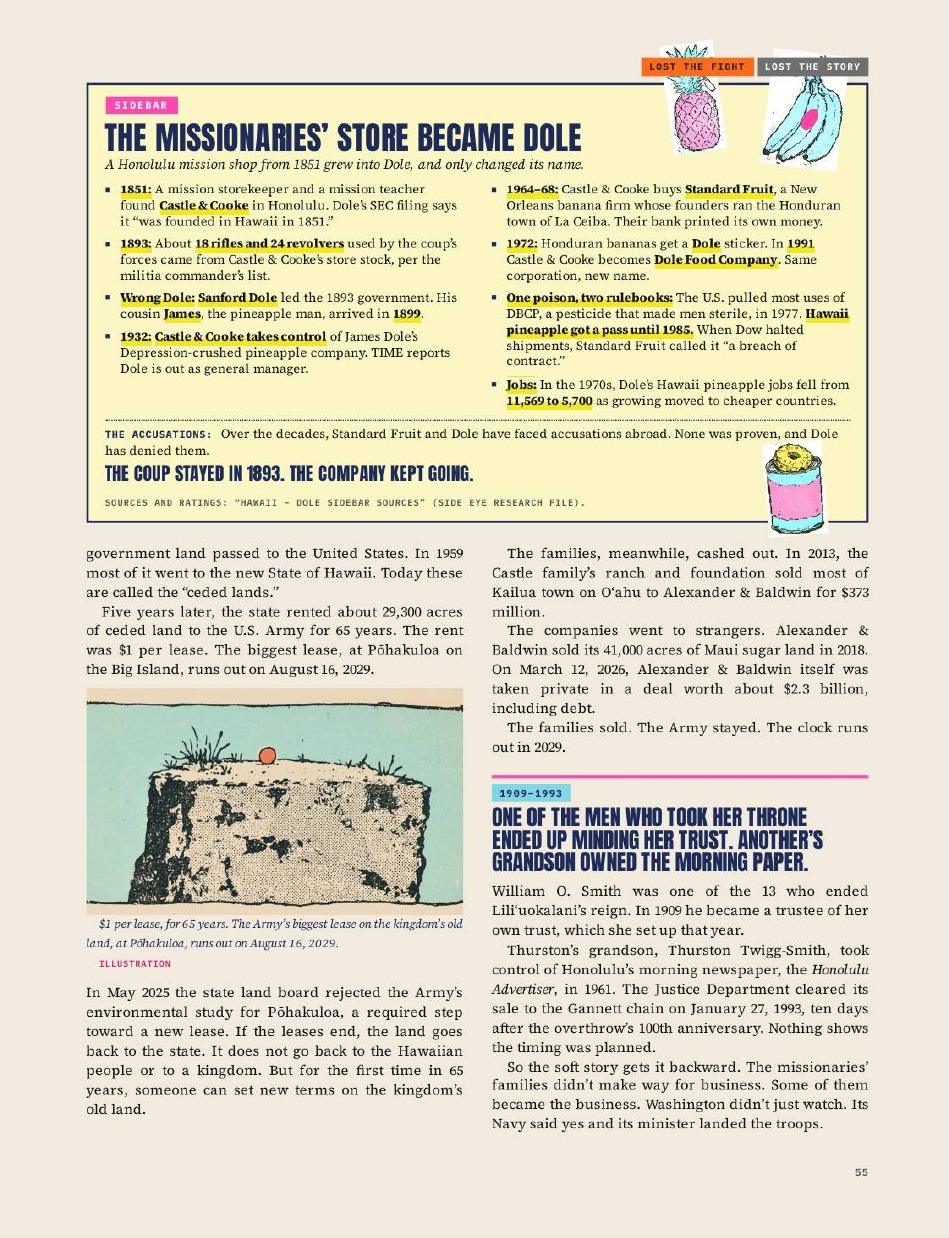 LOST THE FIGHT
LOST THE STORY
SIDEBAR
THE MISSIONARIES’ STORE BECAME DOLE
A Honolulu mission shop from 1851 grew into Dole, and only changed its name.
▪ 1851: A mission storekeeper and a mission teacher
found Castle & Cooke in Honolulu. Dole’s SEC filing says
it “was founded in Hawaii in 1851.”
▪ 1893: About 18 rifles and 24 revolvers used by the coup’s
forces came from Castle & Cooke’s store stock, per the
militia commander’s list.
▪ Wrong Dole: Sanford Dole led the 1893 government. His
cousin James, the pineapple man, arrived in 1899.
▪ 1932: Castle & Cooke takes control of James Dole’s
Depression-crushed pineapple company. TIME reports
Dole is out as general manager.
▪ 1964–68: Castle & Cooke buys Standard Fruit, a New
Orleans banana firm whose founders ran the Honduran
town of La Ceiba. Their bank printed its own money.
▪ 1972: Honduran bananas get a Dole sticker. In 1991
Castle & Cooke becomes Dole Food Company. Same
corporation, new name.
▪ One poison, two rulebooks: The U.S. pulled most uses of
DBCP, a pesticide that made men sterile, in 1977. Hawaii
pineapple got a pass until 1985. When Dow halted
shipments, Standard Fruit called it “a breach of
contract.”
▪ Jobs: In the 1970s, Dole’s Hawaii pineapple jobs fell from
11,569 to 5,700 as growing moved to cheaper countries.
THE ACCUSATIONS: Over the decades, Standard Fruit and Dole have faced accusations abroad. None was proven, and Dole
has denied them.
THE COUP STAYED IN 1893. THE COMPANY KEPT GOING.
SOURCES AND RATINGS: “HAWAII – DOLE SIDEBAR SOURCES” (SIDE EYE RESEARCH FILE).
government land passed to the United States. In 1959
most of it went to the new State of Hawaii. Today these
are called the “ceded lands.”
Five years later, the state rented about 29,300 acres
of ceded land to the U.S. Army for 65 years. The rent
was $1 per lease. The biggest lease, at Pōhakuloa on
the Big Island, runs out on August 16, 2029.
$1 per lease, for 65 years. The Army’s biggest lease on the kingdom’s old
land, at Pōhakuloa, runs out on August 16, 2029.
ILLUSTRATION
In May 2025 the state land board rejected the Army’s
environmental study for Pōhakuloa, a required step
toward a new lease. If the leases end, the land goes
back to the state. It does not go back to the Hawaiian
people or to a kingdom. But for the first time in 65
years, someone can set new terms on the kingdom’s
old land.
The families, meanwhile, cashed out. In 2013, the
Castle family’s ranch and foundation sold most of
Kailua town on Oʻahu to Alexander & Baldwin for $373
million.
The companies went to strangers. Alexander &
Baldwin sold its 41,000 acres of Maui sugar land in 2018.
On March 12, 2026, Alexander & Baldwin itself was
taken private in a deal worth about $2.3 billion,
including debt.
The families sold. The Army stayed. The clock runs
out in 2029.
1909–1993
ONE OF THE MEN WHO TOOK HER THRONE
ENDED UP MINDING HER TRUST. ANOTHER’S
GRANDSON OWNED THE MORNING PAPER.
William O. Smith was one of the 13 who ended
Liliʻuokalani’s reign. In 1909 he became a trustee of her
own trust, which she set up that year.
Thurston’s grandson, Thurston Twigg-Smith, took
control of Honolulu’s morning newspaper, the Honolulu
Advertiser, in 1961. The Justice Department cleared its
sale to the Gannett chain on January 27, 1993, ten days
after the overthrow’s 100th anniversary. Nothing shows
the timing was planned.
So the soft story gets it backward. The missionaries’
families didn’t make way for business. Some of them
became the business. Washington didn’t just watch. Its
Navy said yes and its minister landed the troops.
55